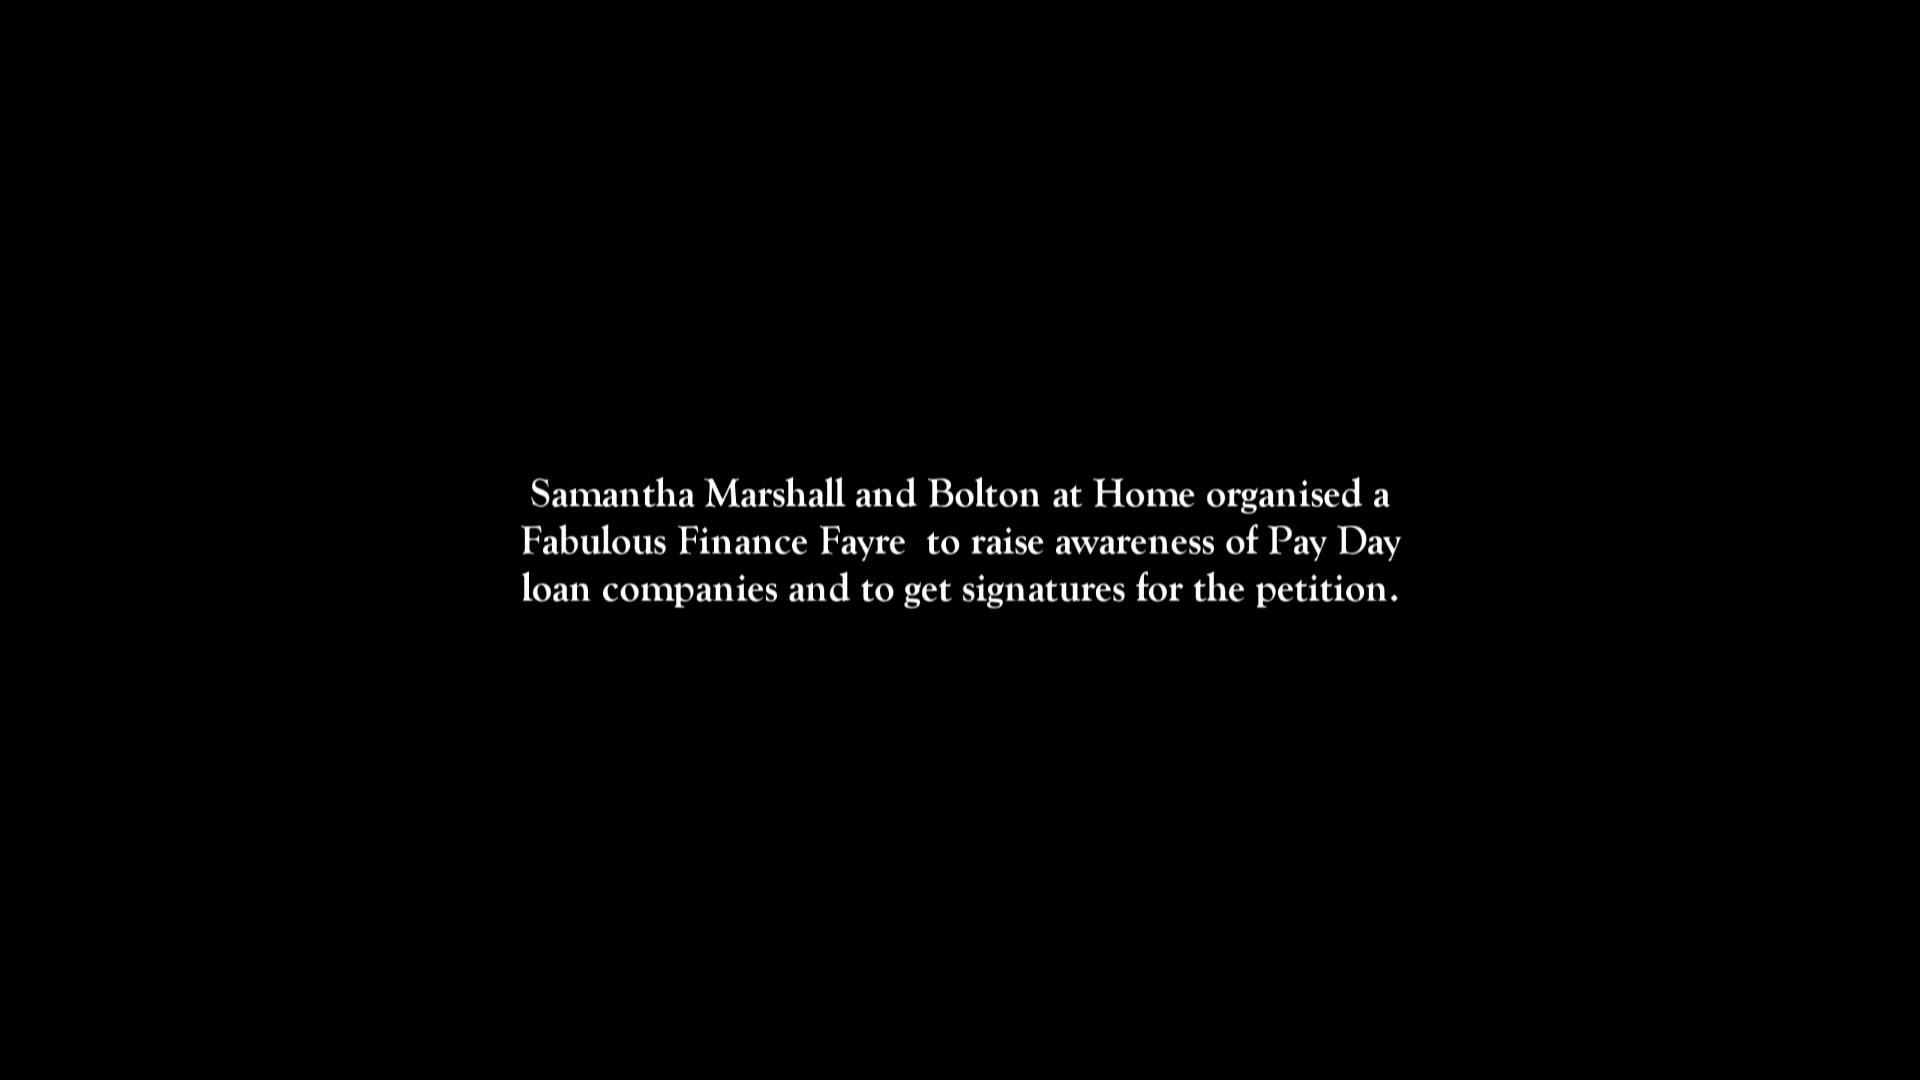 Samantha Marshall and Bolton at Home organised a
Fabulous Finance Fayre  to raise awareness of Pay Day
loan companies and to get signatures for the petition.